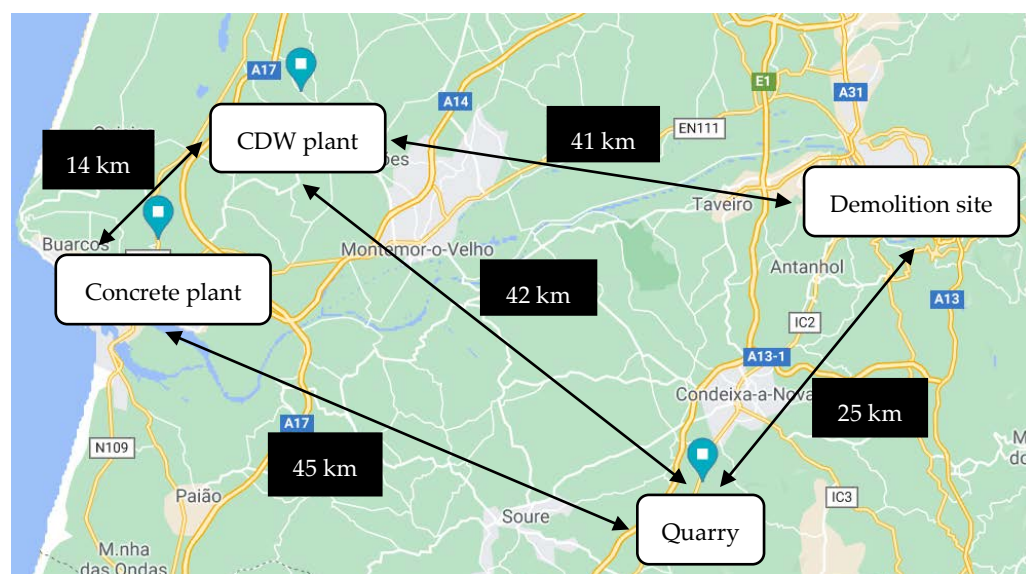 A17
A14
E1
A31
EN111
CDW plant
41 km
14 km
Taveiro
Demolition site
Buarcos
Montemor-o-Velho
Antanhol
Concrete plant
42 km
A13
IC2
A13-1
Condeixa-a-Nova
25 km
A17
N109
45 km
IC3
Paião
Soure
Quarry
M.nha
das Ondas